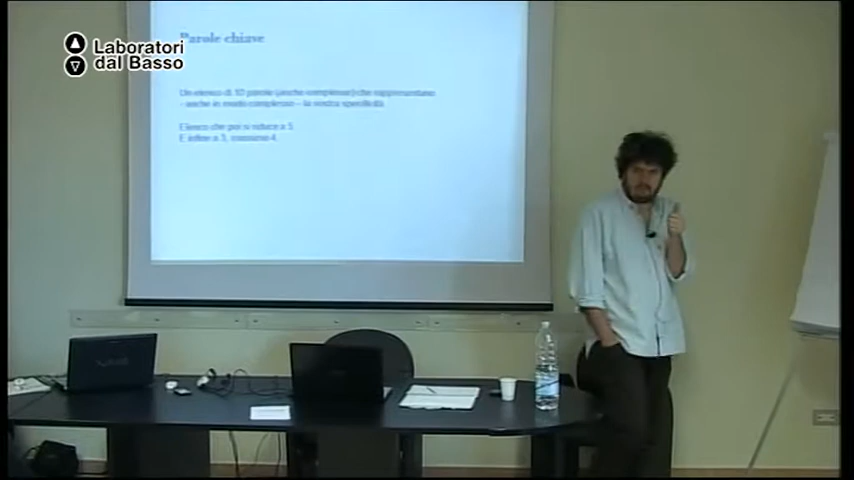 Laboratori
dal Basso
Parole chiave
Un elenco di 10 parole (anche complesse) che rappresentano
- anche in modo complesso – la vostra specificità.
Elenco che poi si riduce a 5.
E infine a 3, massimo 4.